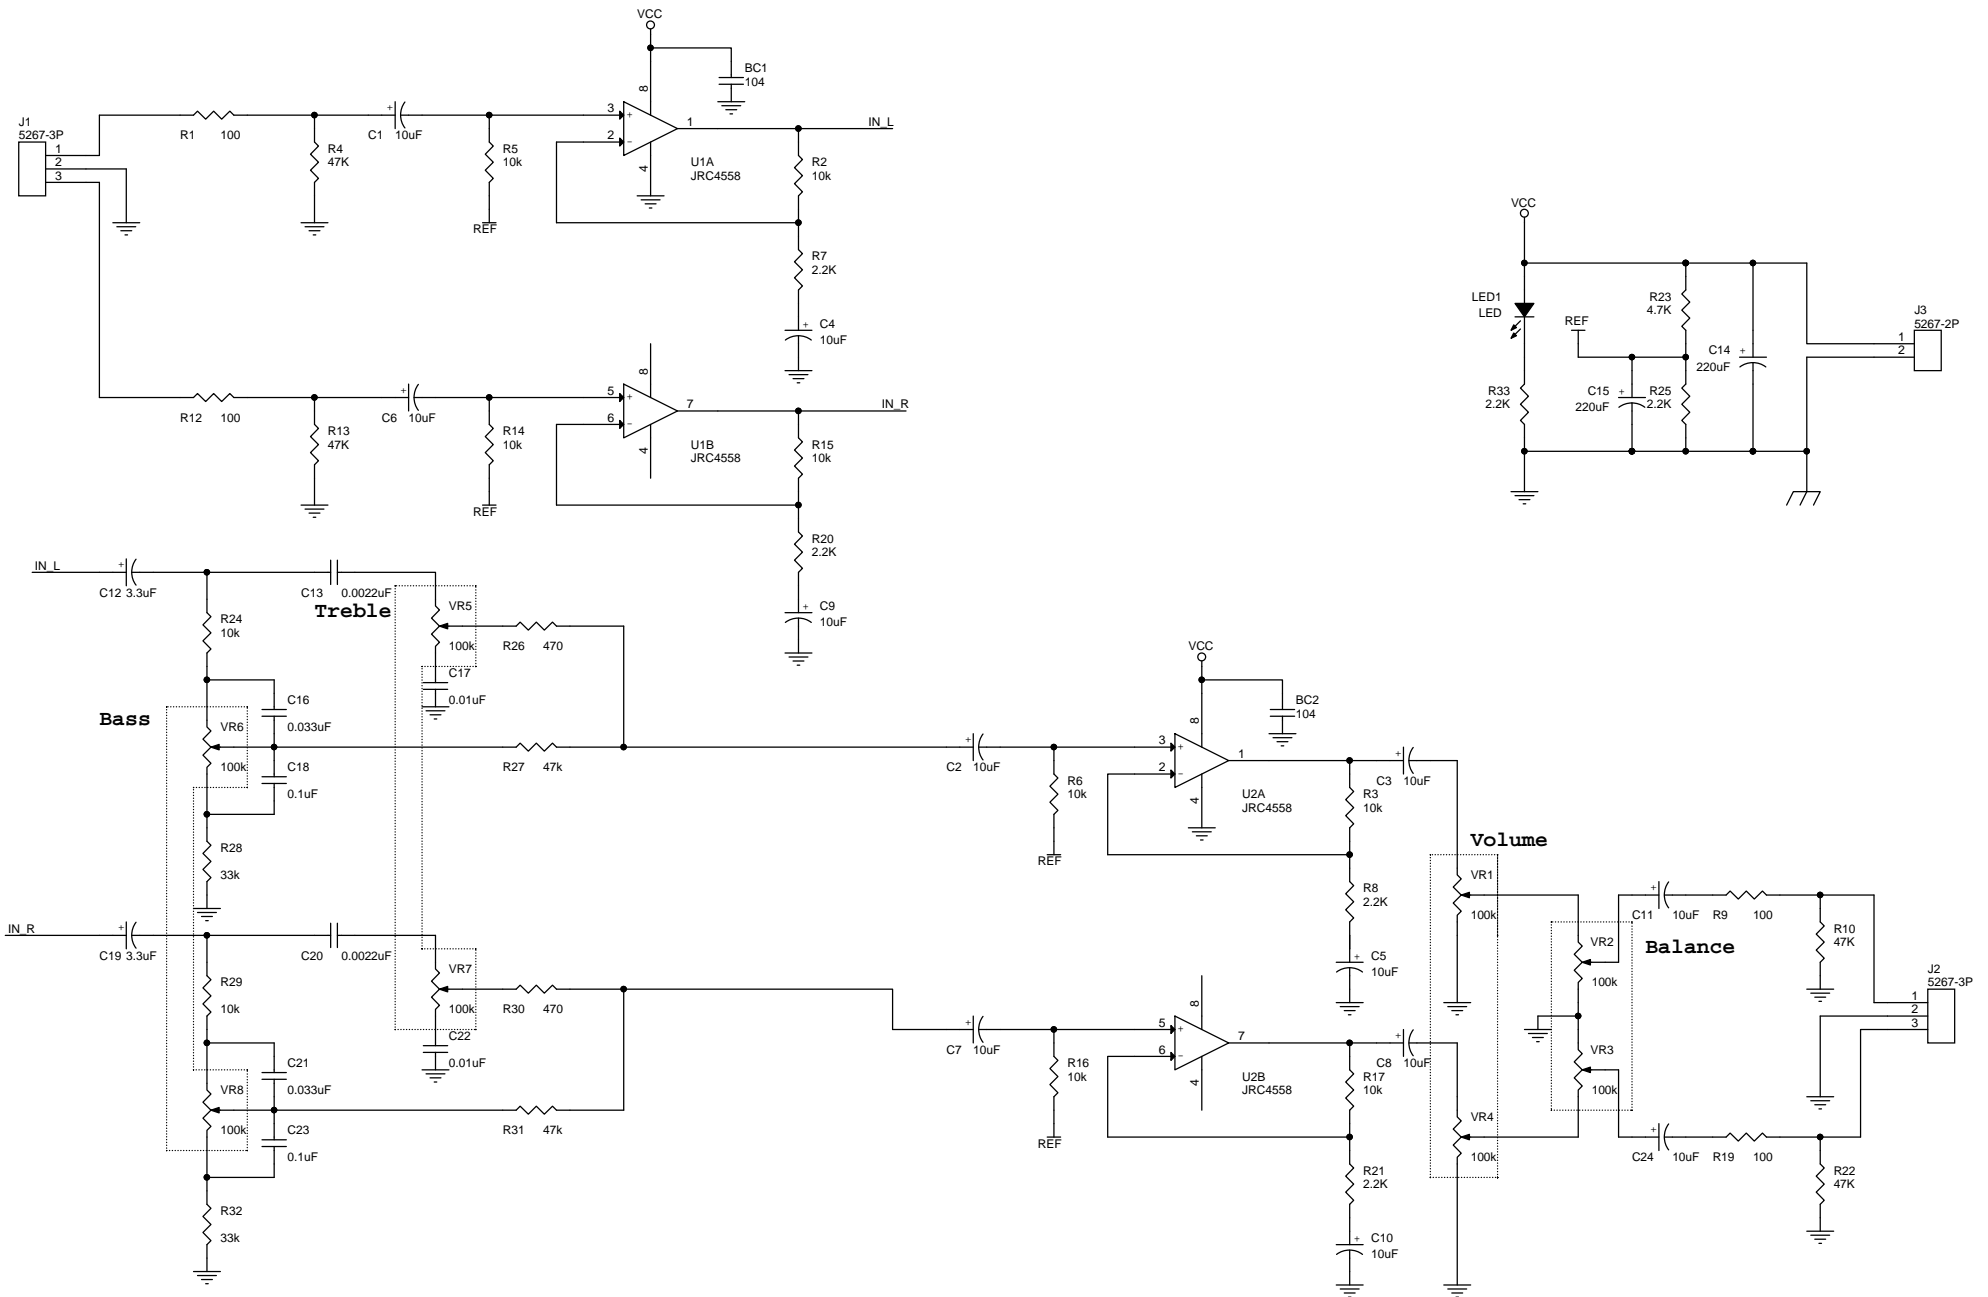 VCC
BC1
104
8
J1
5267-3P
1
2
3
R1 100
C1 10uF
+
R4
47K
R5
10k
REF
3
+
2
-
1
4
U1A
JRC4558
IN_L
R2
10k
R7
2.2K
C4
10uF
+
R12 100
C6 10uF
+
R13
47K
R14
10k
REF
5
+
6
-
7
8
4
U1B
JRC4558
IN_R
R15
10k
R20
2.2K
C9
10uF
+
VCC
LED1
LED
REF
R23
4.7K
C14
220uF
+
R33
2.2K
C15
220uF
+
R25
2.2K
J3
5267-2P
1
2
IN_L
C12 3.3uF
+
C13 0.0022uF
Treble
VR5
100k
R24
10k
R26 470
C17
0.01uF
Bass
VR6
100k
C16
0.033uF
C18
0.1uF
R27 47k
R28
33k
C2 10uF
+
R6
10k
REF
VCC
BC2
104
8
3
+
2
-
1
4
U2A
JRC4558
R3
10k
C3 10uF
+
R8
2.2K
C5
10uF
+
Volume
VR1
100k
VR2
100k
Balance
C11 10uF
+
R9 100
R10
47K
J2
5267-3P
1
2
3
IN_R
C19 3.3uF
+
C20 0.0022uF
VR7
100k
R29
10k
R30 470
C22
0.01uF
C21
0.033uF
VR8
100k
C23
0.1uF
R31 47k
R32
33k
C7 10uF
+
R16
10k
REF
5
+
6
-
7
8
4
U2B
JRC4558
R17
10k
C8 10uF
+
R21
2.2K
C10
10uF
+
VR3
100k
VR4
100k
C24 10uF
+
R19 100
R22
47K